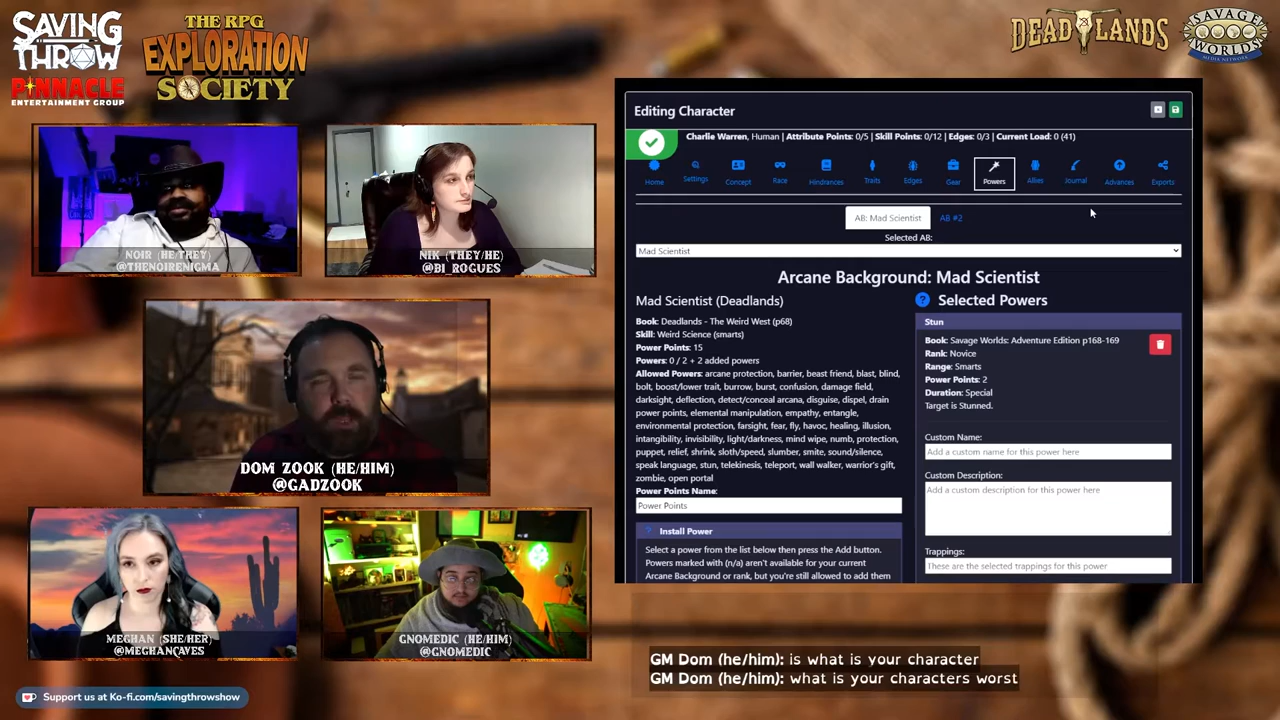 SAVING
THROW
PINNACLE
ENTERTAINMENT GROUP
THE RPG
EXPLORATION
SOCIETY
DEADLANDS
SAVAGE
WORLDS
MEDIA NETWORK
NOIR (HE/THEY)
@THENOIRENIGMA
NIK (THEY/HE)
@BI_ROGUES
DOM ZOOK (HE/HIM)
@GADZOOK
MEGHAN (SHE/HER)
@MEGHANCAVES
GNOMEDIC (HE/HIM)
@GNOMEDIC
Support us at Ko-fi.com/savingthrowshow
Editing Character
Charlie Warren, Human | Attribute Points: 0/5 | Skill Points: 0/12 | Edges: 0/3 | Current Load: 0 (41)
Home Settings Concept Race Hindrances Traits Edges Gear Powers Allies Journal Advances Exports
AB: Mad Scientist AB #2
Selected AB:
Mad Scientist
Arcane Background: Mad Scientist
Mad Scientist (Deadlands)
Book: Deadlands - The Weird West (p68)
Skill: Weird Science (smarts)
Power Points: 15
Powers: 0 / 2 + 2 added powers
Allowed Powers: arcane protection, barrier, beast friend, blast, blind,
bolt, boost/lower trait, burrow, burst, confusion, damage field,
darksight, deflection, detect/conceal arcana, disguise, dispel, drain
power points, elemental manipulation, empathy, entangle,
environmental protection, farsight, fear, fly, havoc, healing, illusion,
intangibility, invisibility, light/darkness, mind wipe, numb, protection,
puppet, relief, shrink, sloth/speed, slumber, smite, sound/silence,
speak language, stun, telekinesis, teleport, wall walker, warrior's gift,
zombie, open portal
Power Points Name:
Power Points
? Install Power
Select a power from the list below then press the Add button.
Powers marked with (n/a) aren't available for your current
Arcane Background or rank, but you're still allowed to add them
? Selected Powers
Stun
Book: Savage Worlds: Adventure Edition p168-169
Rank: Novice
Range: Smarts
Power Points: 2
Duration: Special
Target is Stunned.
Custom Name:
Add a custom name for this power here
Custom Description:
Add a custom description for this power here
Trappings:
These are the selected trappings for this power
GM Dom (he/him): is what is your character
GM Dom (he/him): what is your characters worst